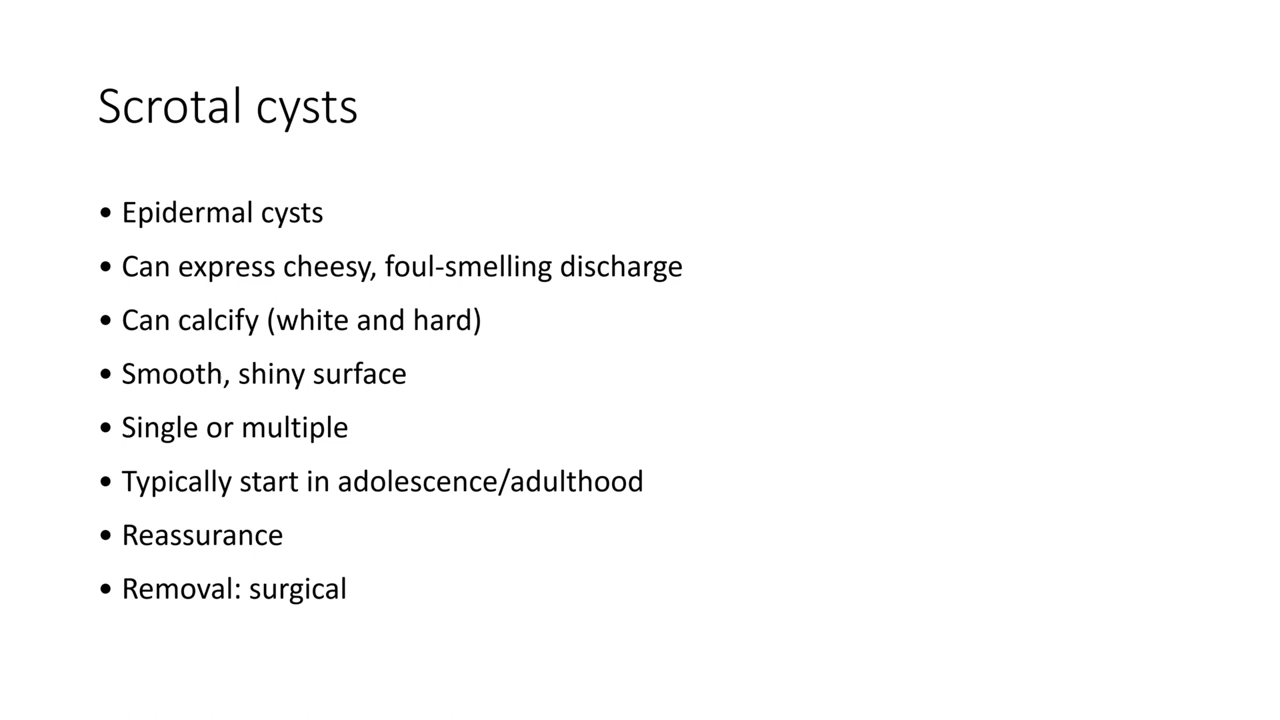 Scrotal cysts
• Epidermal cysts
• Can express cheesy, foul-smelling discharge
• Can calcify (white and hard)
• Smooth, shiny surface
• Single or multiple
• Typically start in adolescence/adulthood
• Reassurance
• Removal: surgical